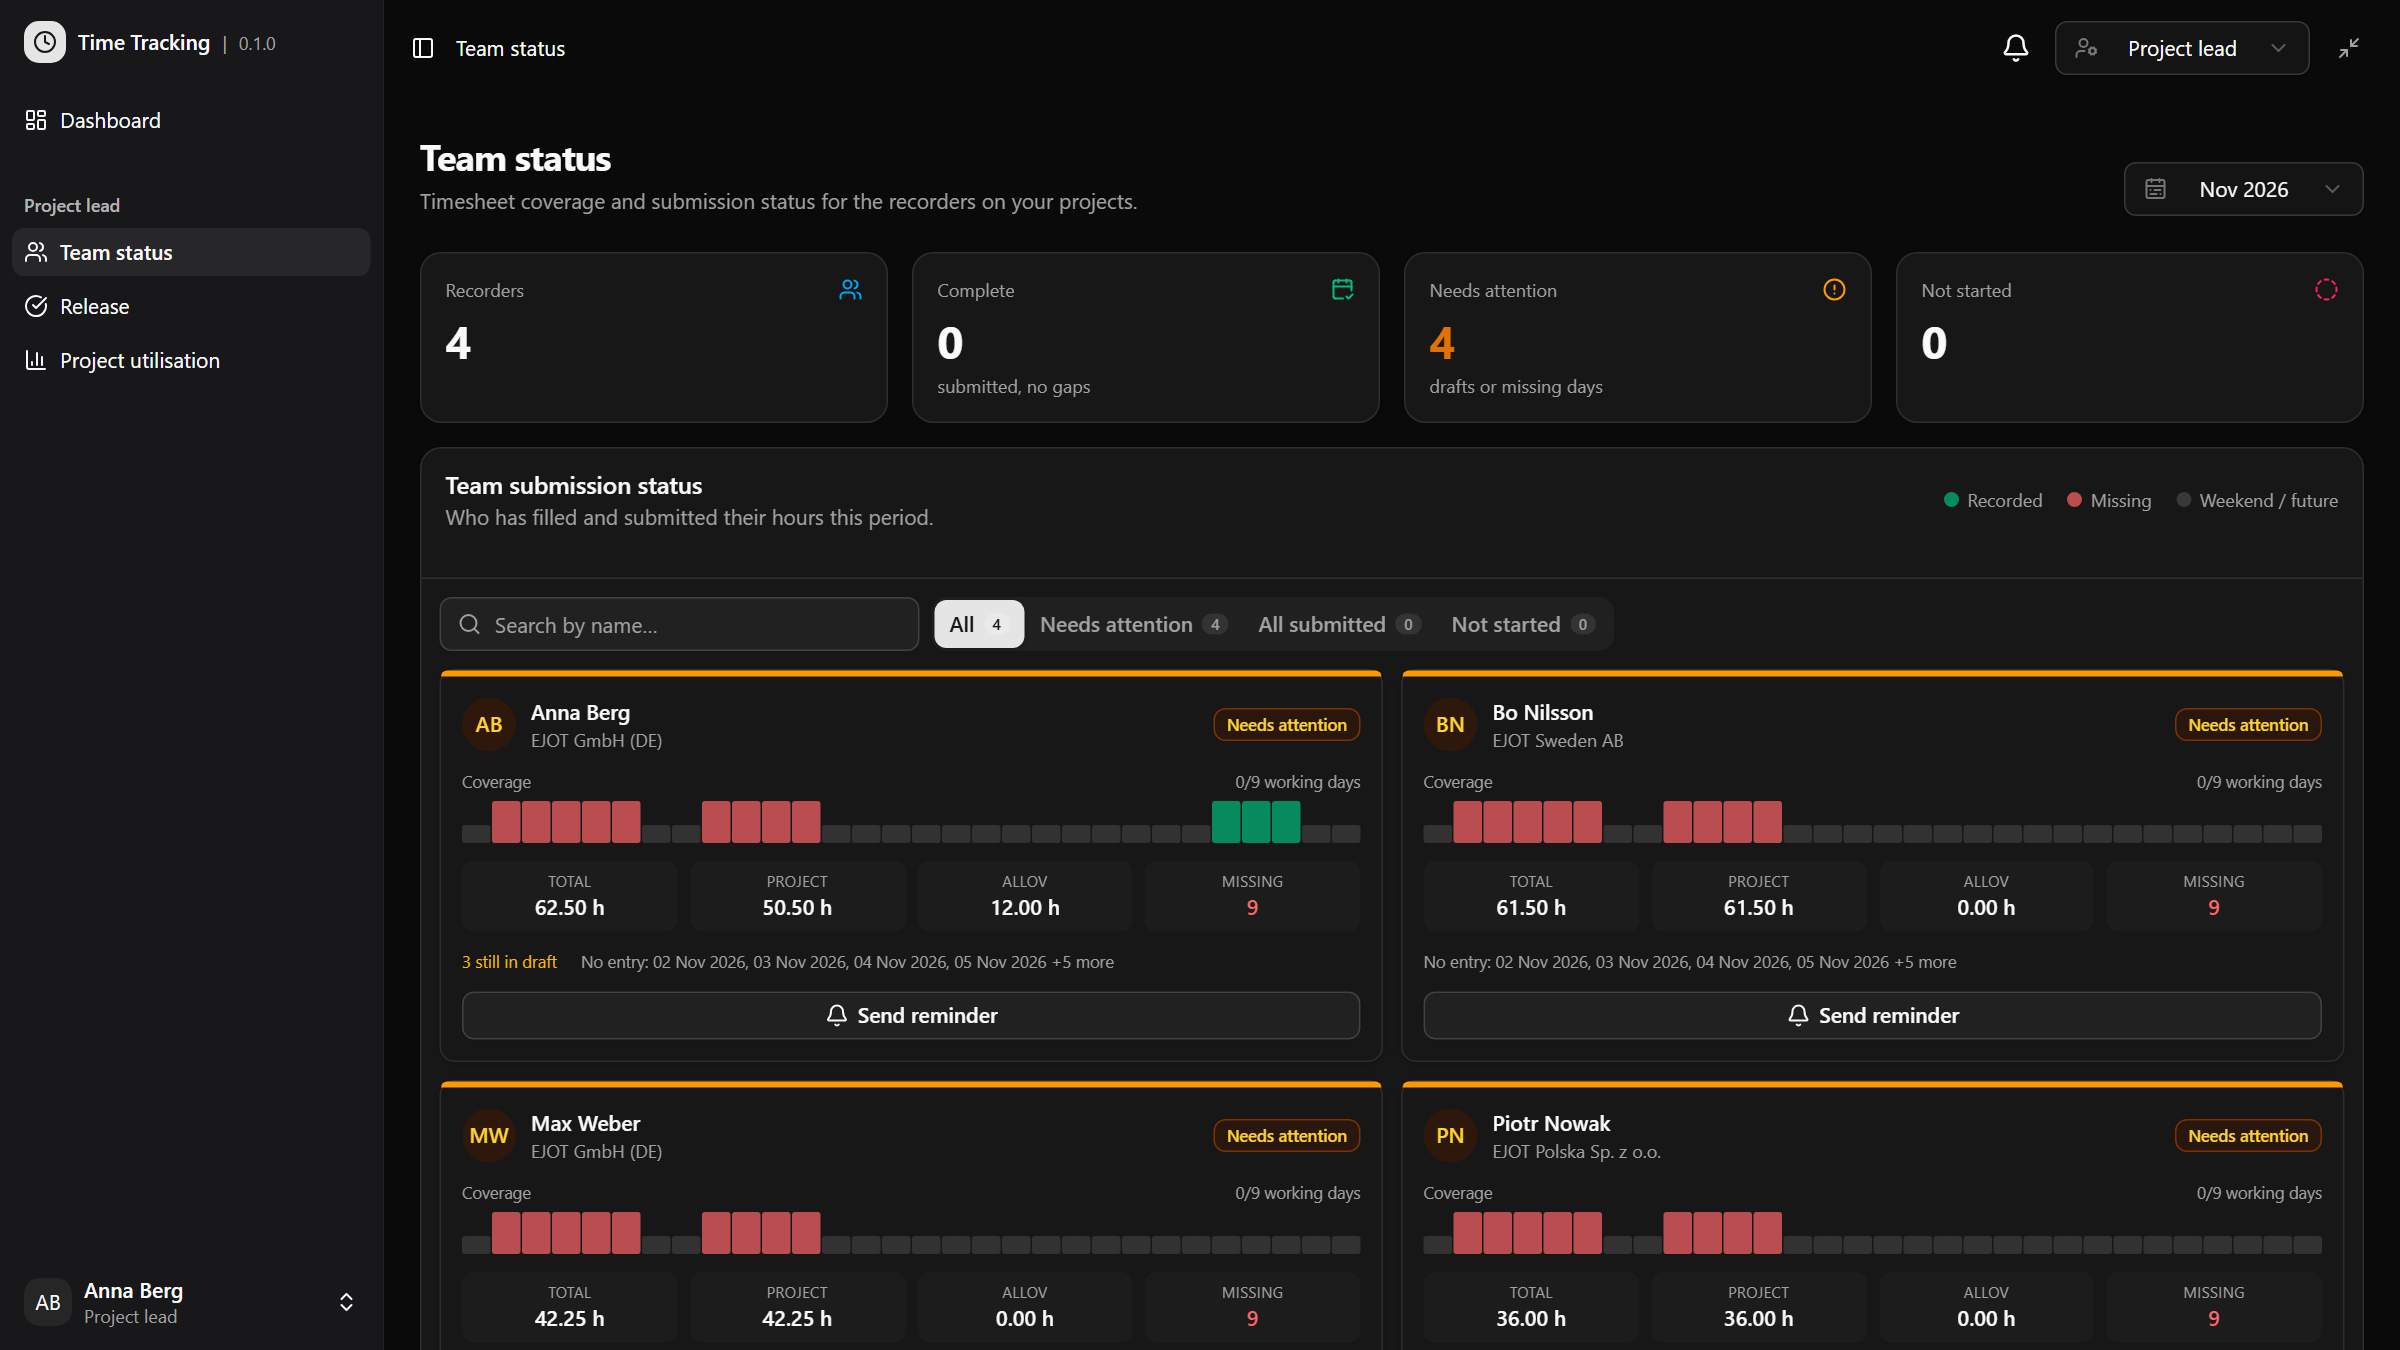 Time Tracking | 0.1.0
Dashboard
Project lead
Team status
Release
Project utilisation
AB
Anna Berg
Project lead
Team status
Project lead
Team status
Timesheet coverage and submission status for the recorders on your projects.
Nov 2026
Recorders
4
Complete
0
submitted, no gaps
Needs attention
4
drafts or missing days
Not started
0
Team submission status
Who has filled and submitted their hours this period.
Recorded
Missing
Weekend / future
Search by name...
All 4
Needs attention 4
All submitted 0
Not started 0
AB
Anna Berg
EJOT GmbH (DE)
Needs attention
Coverage
0/9 working days
TOTAL
62.50 h
PROJECT
50.50 h
ALLOV
12.00 h
MISSING
9
3 still in draft
No entry: 02 Nov 2026, 03 Nov 2026, 04 Nov 2026, 05 Nov 2026 +5 more
Send reminder
BN
Bo Nilsson
EJOT Sweden AB
Needs attention
Coverage
0/9 working days
TOTAL
61.50 h
PROJECT
61.50 h
ALLOV
0.00 h
MISSING
9
No entry: 02 Nov 2026, 03 Nov 2026, 04 Nov 2026, 05 Nov 2026 +5 more
Send reminder
MW
Max Weber
EJOT GmbH (DE)
Needs attention
Coverage
0/9 working days
TOTAL
42.25 h
PROJECT
42.25 h
ALLOV
0.00 h
MISSING
9
PN
Piotr Nowak
EJOT Polska Sp. z o.o.
Needs attention
Coverage
0/9 working days
TOTAL
36.00 h
PROJECT
36.00 h
ALLOV
0.00 h
MISSING
9